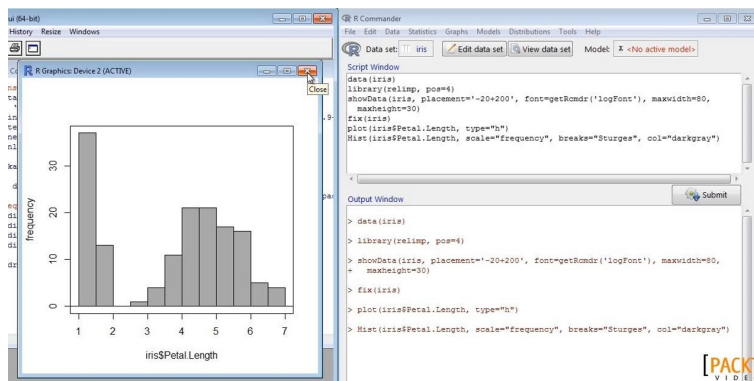 ui (64-bit)
History Resize Windows
R Graphics: Device 2 (ACTIVE)
Close
frequency
30
20
10
0
1 2 3 4 5 6 7
iris$Petal.Length
R Commander
File Edit Data Statistics Graphs Models Distributions Tools Help
Data set: iris Edit data set View data set Model: Σ <No active model>
Script Window
data(iris)
library(relimp, pos=4)
showData(iris, placement='-20+200', font=getRcmdr('logFont'), maxwidth=80,
maxheight=30)
fix(iris)
plot(iris$Petal.Length, type="h")
Hist(iris$Petal.Length, scale="frequency", breaks="Sturges", col="darkgray")
Submit
Output Window
> data(iris)
> library(relimp, pos=4)
> showData(iris, placement='-20+200', font=getRcmdr('logFont'), maxwidth=80,
+ maxheight=30)
> fix(iris)
> plot(iris$Petal.Length, type="h")
> Hist(iris$Petal.Length, scale="frequency", breaks="Sturges", col="darkgray")
[PACK
VIDE